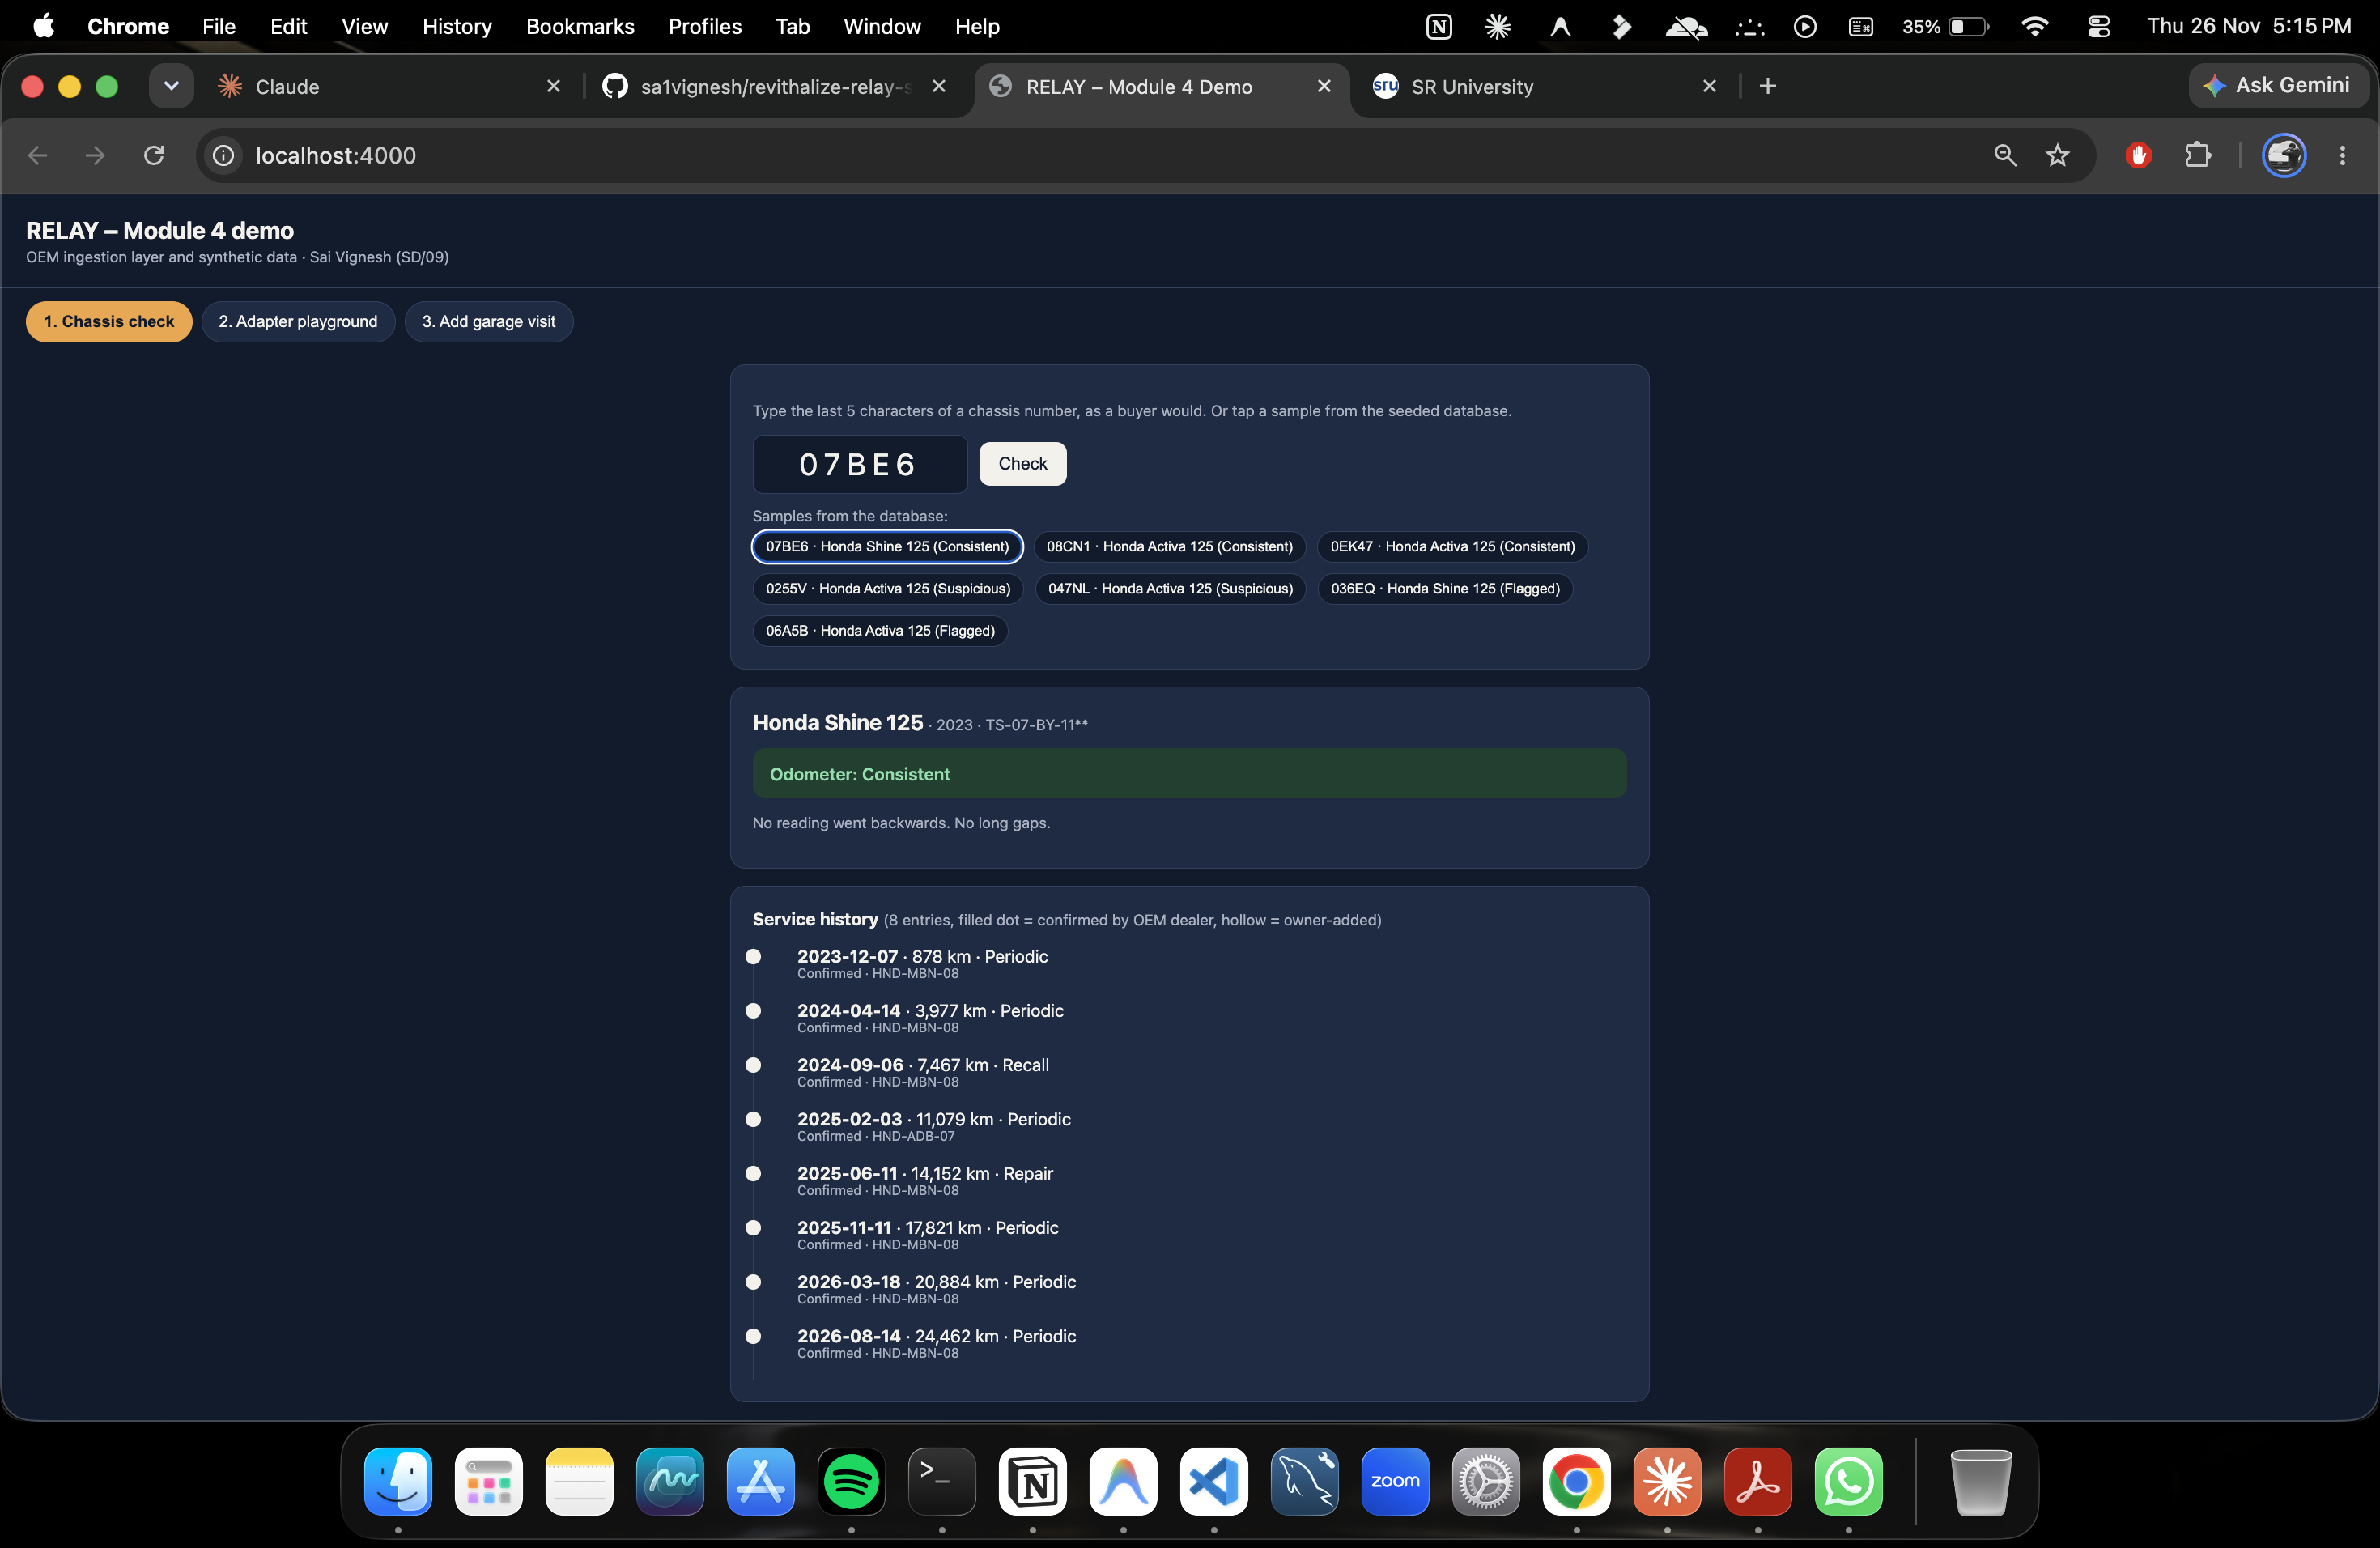 Chrome File Edit View History Bookmarks Profiles Tab Window Help 35% Thu 26 Nov 5:15 PM
Claude sa1vignesh/revithalize-relay-s RELAY – Module 4 Demo sru SR University Ask Gemini
localhost:4000
RELAY – Module 4 demo
OEM ingestion layer and synthetic data · Sai Vignesh (SD/09)
1. Chassis check 2. Adapter playground 3. Add garage visit
Type the last 5 characters of a chassis number, as a buyer would. Or tap a sample from the seeded database.
07BE6 Check
Samples from the database:
07BE6 · Honda Shine 125 (Consistent) 08CN1 · Honda Activa 125 (Consistent) 0EK47 · Honda Activa 125 (Consistent)
0255V · Honda Activa 125 (Suspicious) 047NL · Honda Activa 125 (Suspicious) 036EQ · Honda Shine 125 (Flagged)
06A5B · Honda Activa 125 (Flagged)
Honda Shine 125 · 2023 · TS-07-BY-11**
Odometer: Consistent
No reading went backwards. No long gaps.
Service history (8 entries, filled dot = confirmed by OEM dealer, hollow = owner-added)
2023-12-07 · 878 km · Periodic
Confirmed · HND-MBN-08
2024-04-14 · 3,977 km · Periodic
Confirmed · HND-MBN-08
2024-09-06 · 7,467 km · Recall
Confirmed · HND-MBN-08
2025-02-03 · 11,079 km · Periodic
Confirmed · HND-ADB-07
2025-06-11 · 14,152 km · Repair
Confirmed · HND-MBN-08
2025-11-11 · 17,821 km · Periodic
Confirmed · HND-MBN-08
2026-03-18 · 20,884 km · Periodic
Confirmed · HND-MBN-08
2026-08-14 · 24,462 km · Periodic
Confirmed · HND-MBN-08
zoom